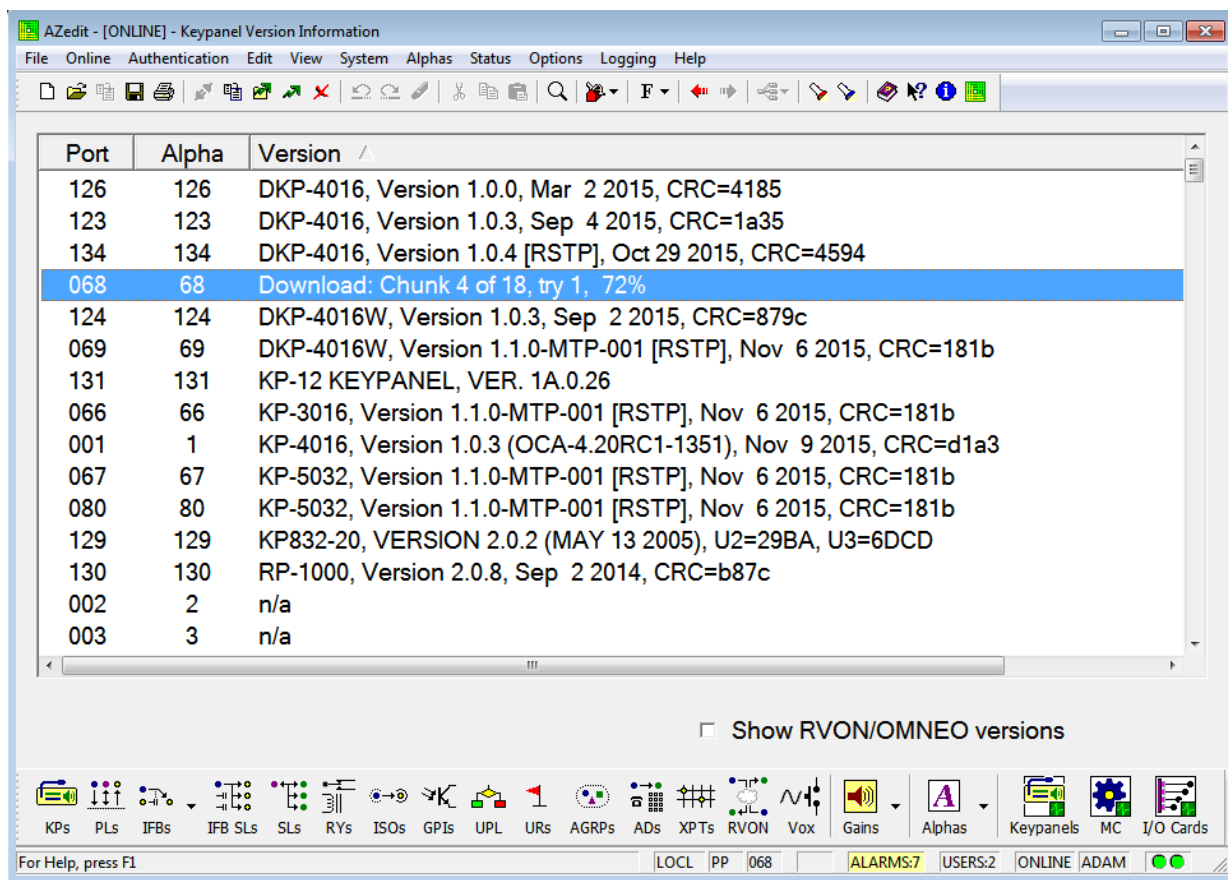 AZedit - [ONLINE] - Keypanel Version Information
File Online Authentication Edit View System Alphas Status Options Logging Help
F
Port Alpha Version
126 126 DKP-4016, Version 1.0.0, Mar 2 2015, CRC=4185
123 123 DKP-4016, Version 1.0.3, Sep 4 2015, CRC=1a35
134 134 DKP-4016, Version 1.0.4 [RSTP], Oct 29 2015, CRC=4594
068 68 Download: Chunk 4 of 18, try 1, 72%
124 124 DKP-4016W, Version 1.0.3, Sep 2 2015, CRC=879c
069 69 DKP-4016W, Version 1.1.0-MTP-001 [RSTP], Nov 6 2015, CRC=181b
131 131 KP-12 KEYPANEL, VER. 1A.0.26
066 66 KP-3016, Version 1.1.0-MTP-001 [RSTP], Nov 6 2015, CRC=181b
001 1 KP-4016, Version 1.0.3 (OCA-4.20RC1-1351), Nov 9 2015, CRC=d1a3
067 67 KP-5032, Version 1.1.0-MTP-001 [RSTP], Nov 6 2015, CRC=181b
080 80 KP-5032, Version 1.1.0-MTP-001 [RSTP], Nov 6 2015, CRC=181b
129 129 KP832-20, VERSION 2.0.2 (MAY 13 2005), U2=29BA, U3=6DCD
130 130 RP-1000, Version 2.0.8, Sep 2 2014, CRC=b87c
002 2 n/a
003 3 n/a
Show RVON/OMNEO versions
A
KPs PLs IFBs IFB SLs SLs RYs ISOs GPIs UPL URs AGRPs ADs XPTs RVON Vox Gains Alphas Keypanels MC I/O Cards
For Help, press F1 LOCL PP 068 ALARMS:7 USERS:2 ONLINE ADAM